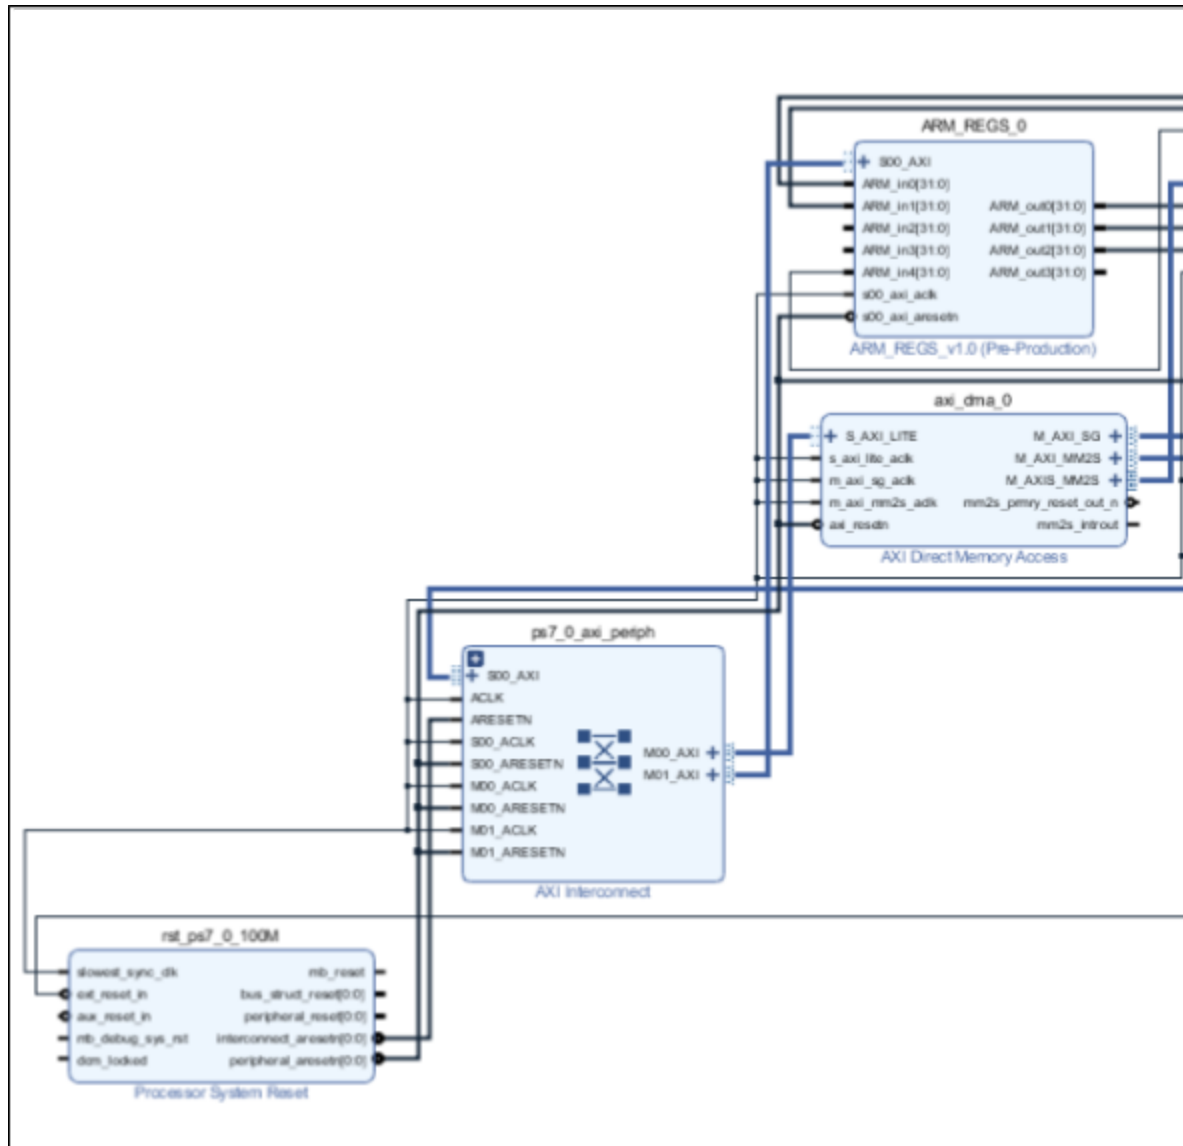 ARM_REGS_0
S00_AXI
ARM_in0[31:0]
ARM_in1[31:0] ARM_out0[31:0]
ARM_in2[31:0] ARM_out1[31:0]
ARM_in3[31:0] ARM_out2[31:0]
ARM_in4[31:0] ARM_out3[31:0]
s00_axi_aclk
s00_axi_aresetn
ARM_REGS_v1.0 (Pre-Production)
axi_dma_0
S_AXI_LITE M_AXI_SG
s_axi_lite_aclk M_AXI_MM2S
m_axi_sg_aclk M_AXIS_MM2S
m_axi_mm2s_aclk mm2s_prmry_reset_out_n
axi_resetn mm2s_introut
AXI Direct Memory Access
ps7_0_axi_periph
S00_AXI
ACLK
ARESETN
S00_ACLK
S00_ARESETN M00_AXI
M00_ACLK M01_AXI
M00_ARESETN
M01_ACLK
M01_ARESETN
AXI Interconnect
rst_ps7_0_100M
slowest_sync_clk mb_reset
ext_reset_in bus_struct_reset[0:0]
aux_reset_in peripheral_reset[0:0]
mb_debug_sys_rst interconnect_aresetn[0:0]
dcm_locked peripheral_aresetn[0:0]
Processor System Reset